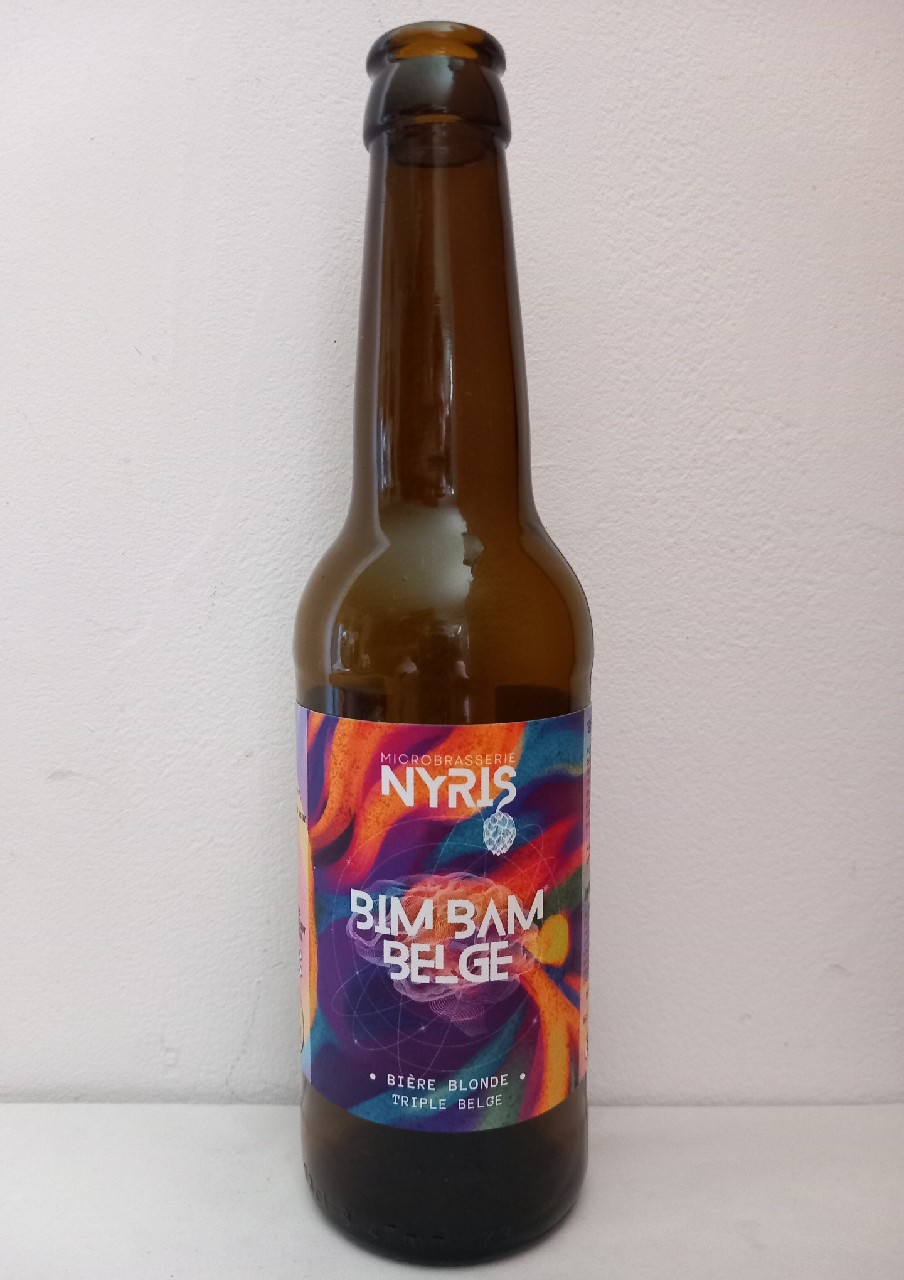 MICROBRASSERIE
NYRIS
BIM BAM
BELGE
• BIÈRE BLONDE •
TRIPLE BELGE